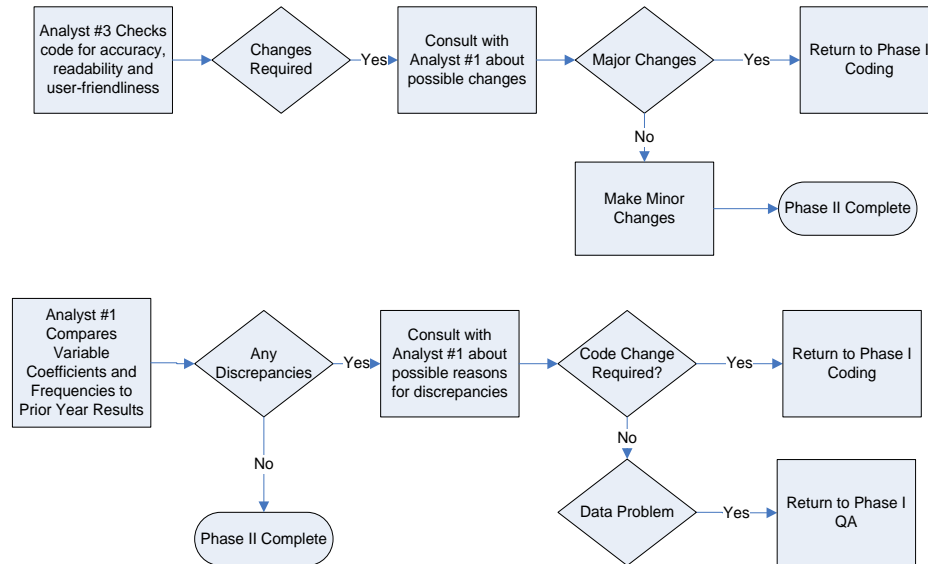 Analyst #3 Checks
code for accuracy,
readability and
user-friendliness
Changes
Required
Yes
Consult with
Analyst #1 about
possible changes
Major Changes
Yes
Return to Phase I
Coding
No
Make Minor
Changes
Phase II Complete
Analyst #1
Compares
Variable
Coefficients and
Frequencies to
Prior Year Results
Any
Discrepancies
Yes
Consult with
Analyst #1 about
possible reasons
for discrepancies
Code Change
Required?
Yes
Return to Phase I
Coding
No
No
Phase II Complete
Data Problem
Yes
Return to Phase I
QA